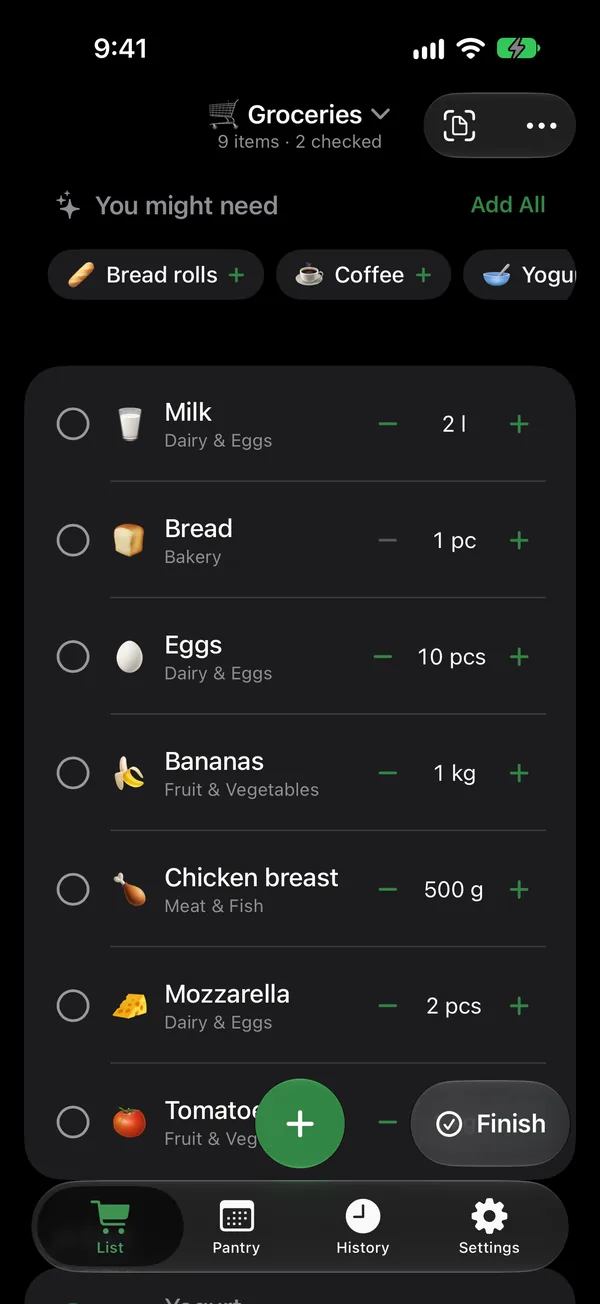 9:41
Groceries
9 items · 2 checked
You might need
Add All
Bread rolls +
Coffee +
Milk
Dairy & Eggs
− 2 l +
Bread
Bakery
− 1 pc +
Eggs
Dairy & Eggs
− 10 pcs +
Bananas
Fruit & Vegetables
− 1 kg +
Chicken breast
Meat & Fish
− 500 g +
Mozzarella
Dairy & Eggs
− 2 pcs +
Finish
List
Pantry
History
Settings